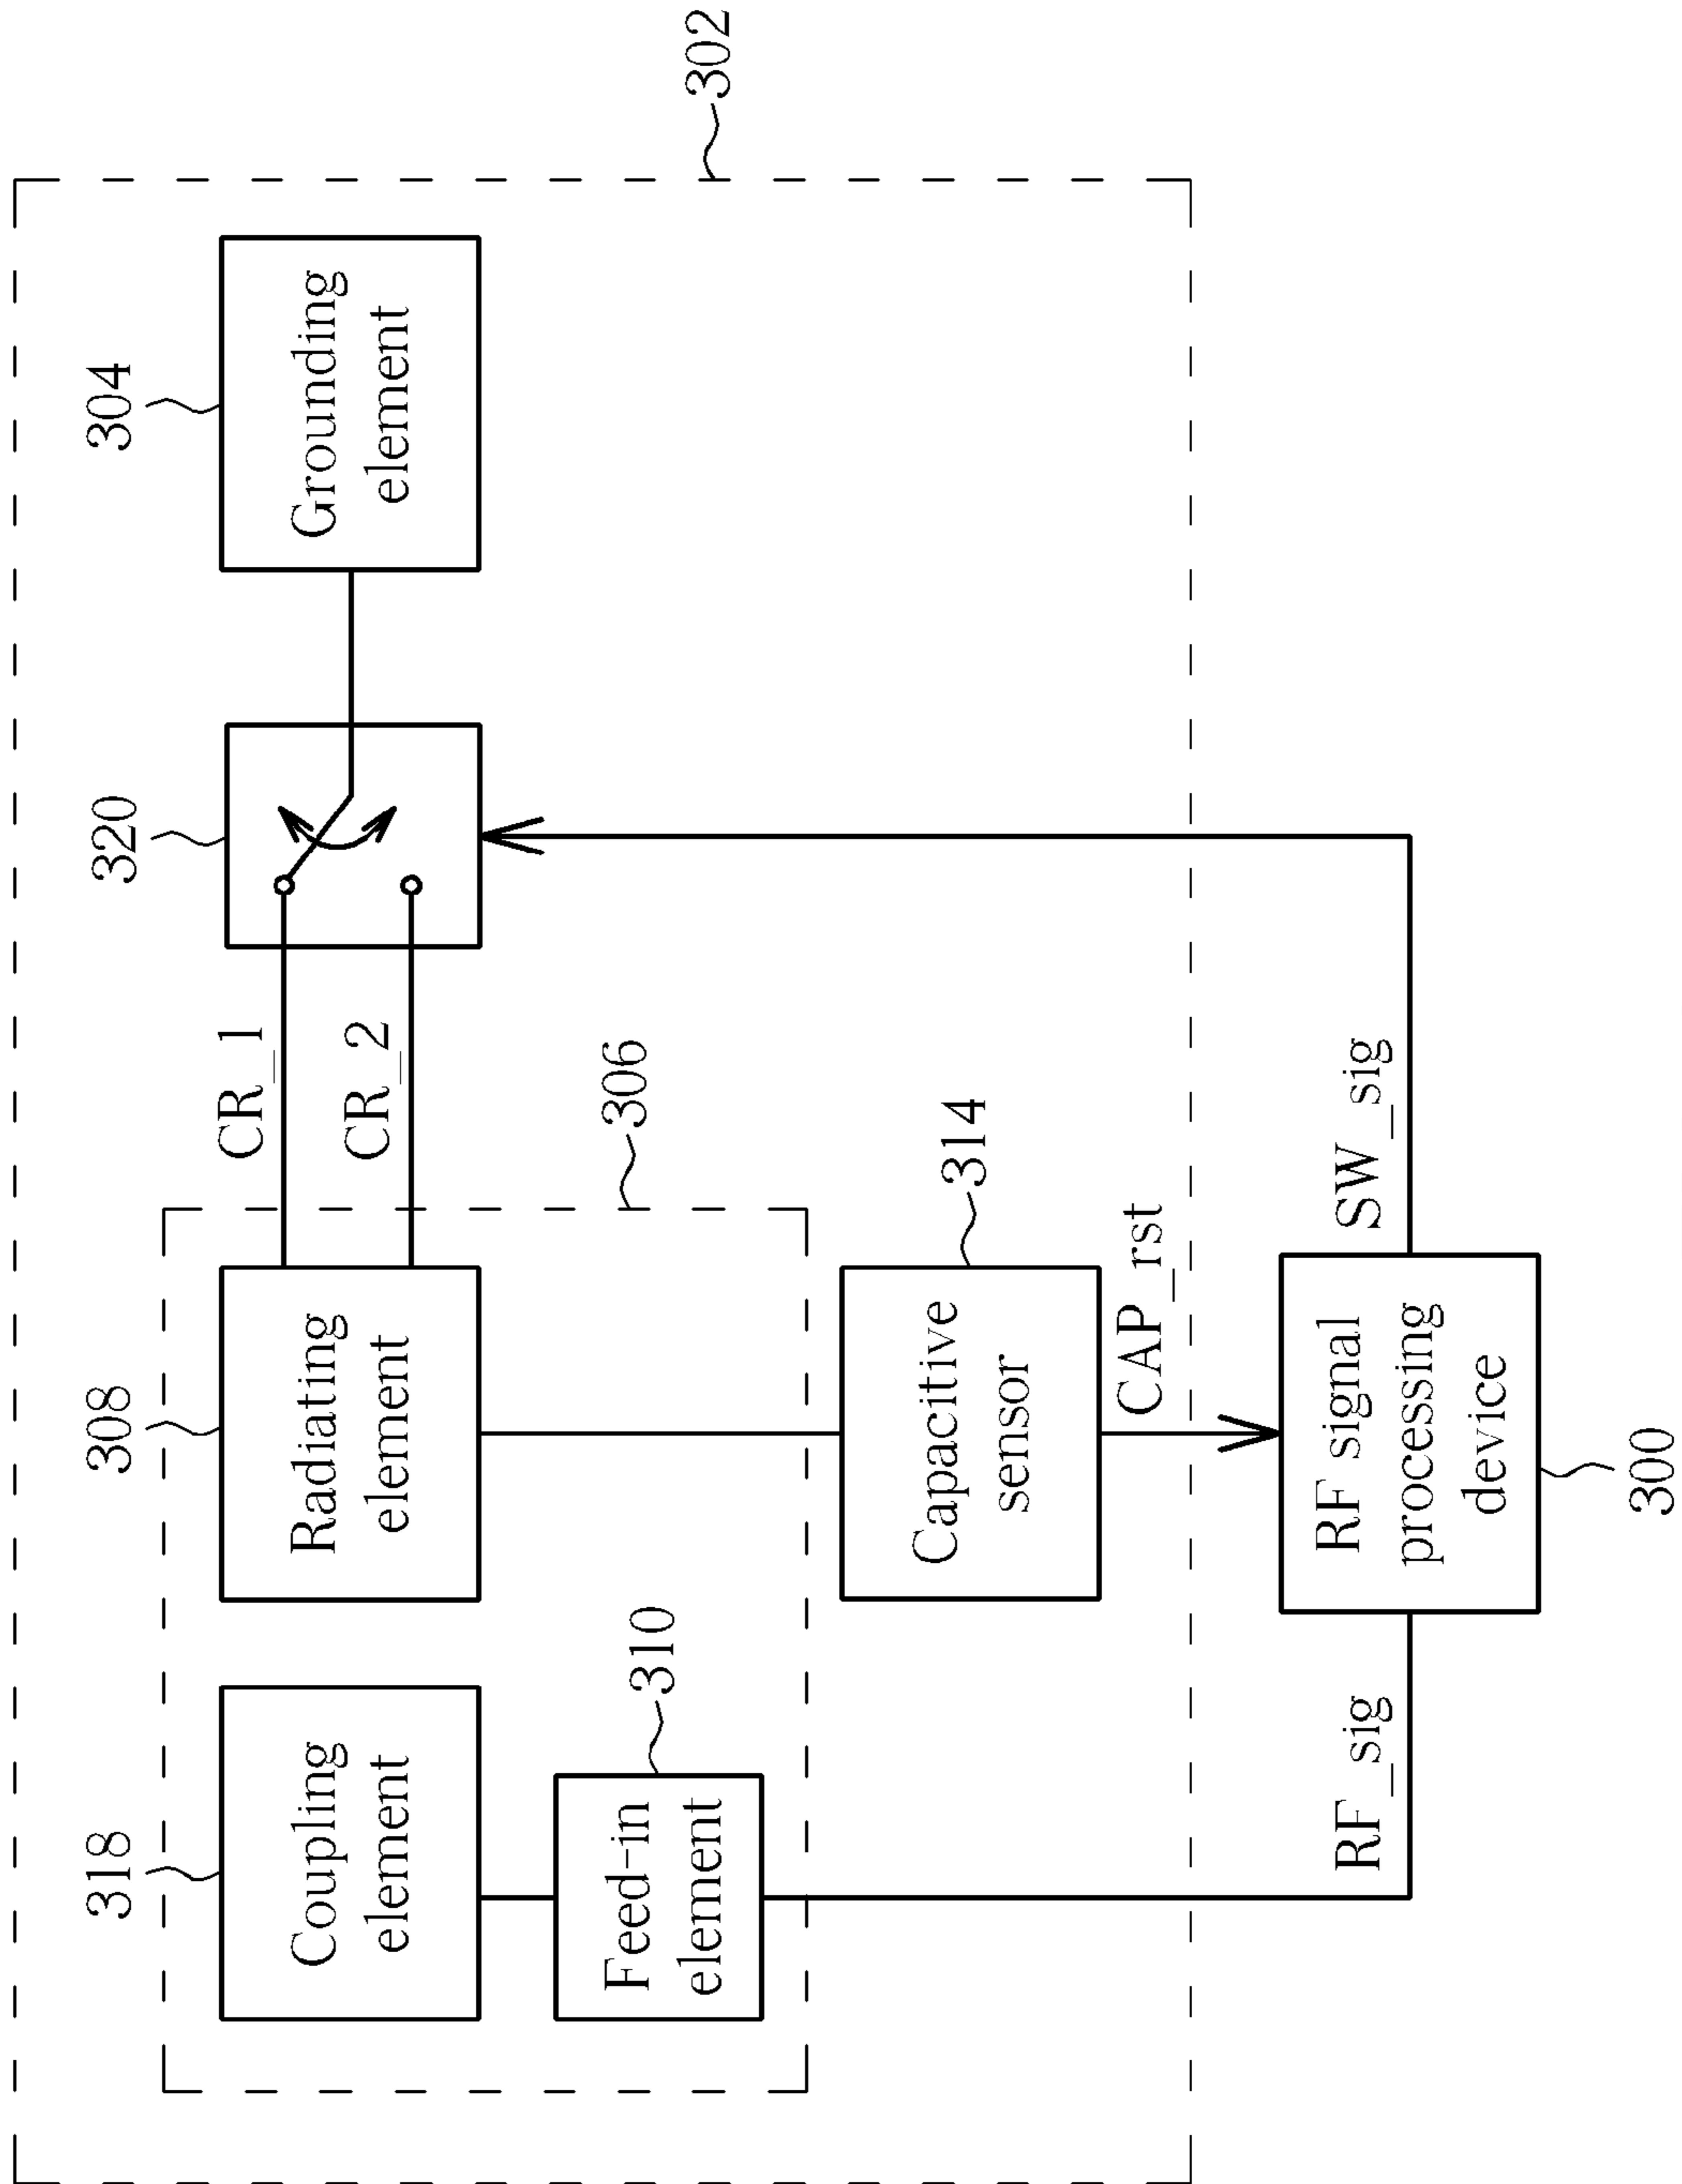 302
318
Coupling
element
308
Radiating
element
320
304
Grounding
element
CR_1
CR_2
310
Feed-in
element
306
314
Capacitive
sensor
CAP_rst
RF_sig
RF signal
processing
device
SW_sig
300